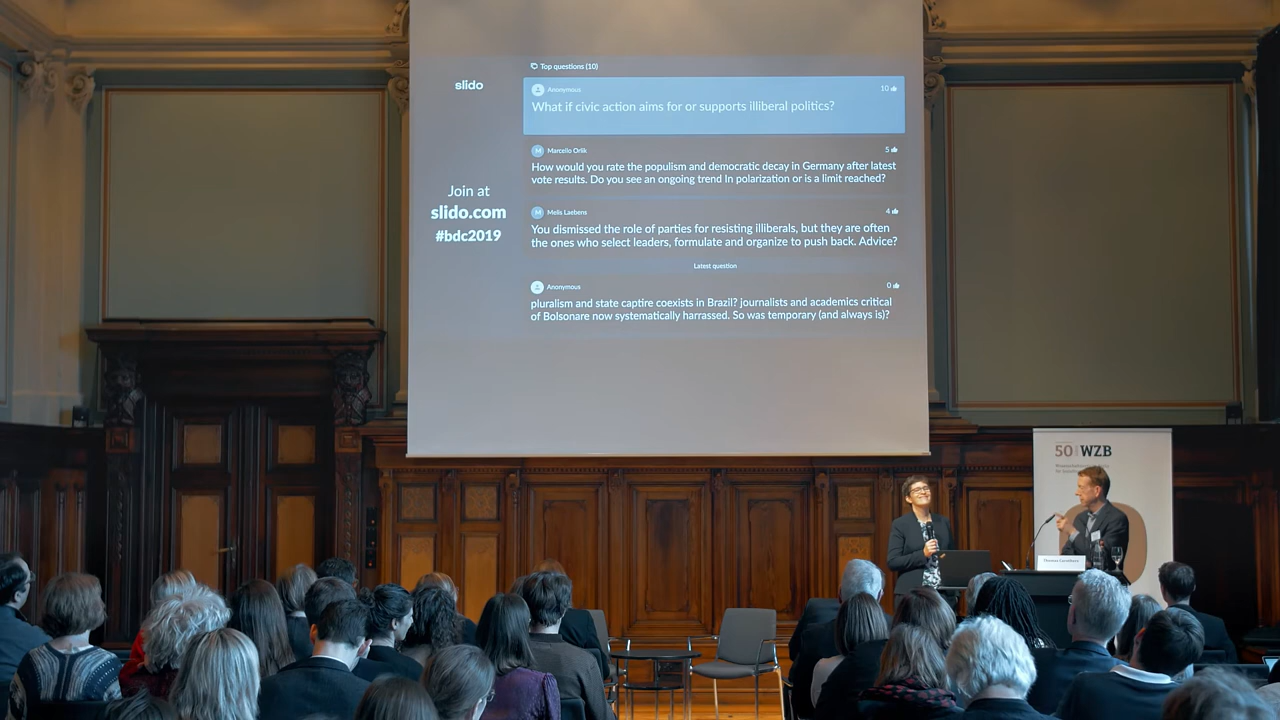 Top questions (10)
slido
Anonymous
10
What if civic action aims for or supports illiberal politics?
M
Marcello Orlik
5
How would you rate the populism and democratic decay in Germany after latest
vote results. Do you see an ongoing trend In polarization or is a limit reached?
Join at
slido.com
#bdc2019
M
Melis Laebens
4
You dismissed the role of parties for resisting illiberals, but they are often
the ones who select leaders, formulate and organize to push back. Advice?
Latest question
Anonymous
0
pluralism and state captire coexists in Brazil? journalists and academics critical
of Bolsonare now systematically harrassed. So was temporary (and always is)?
50 WZB